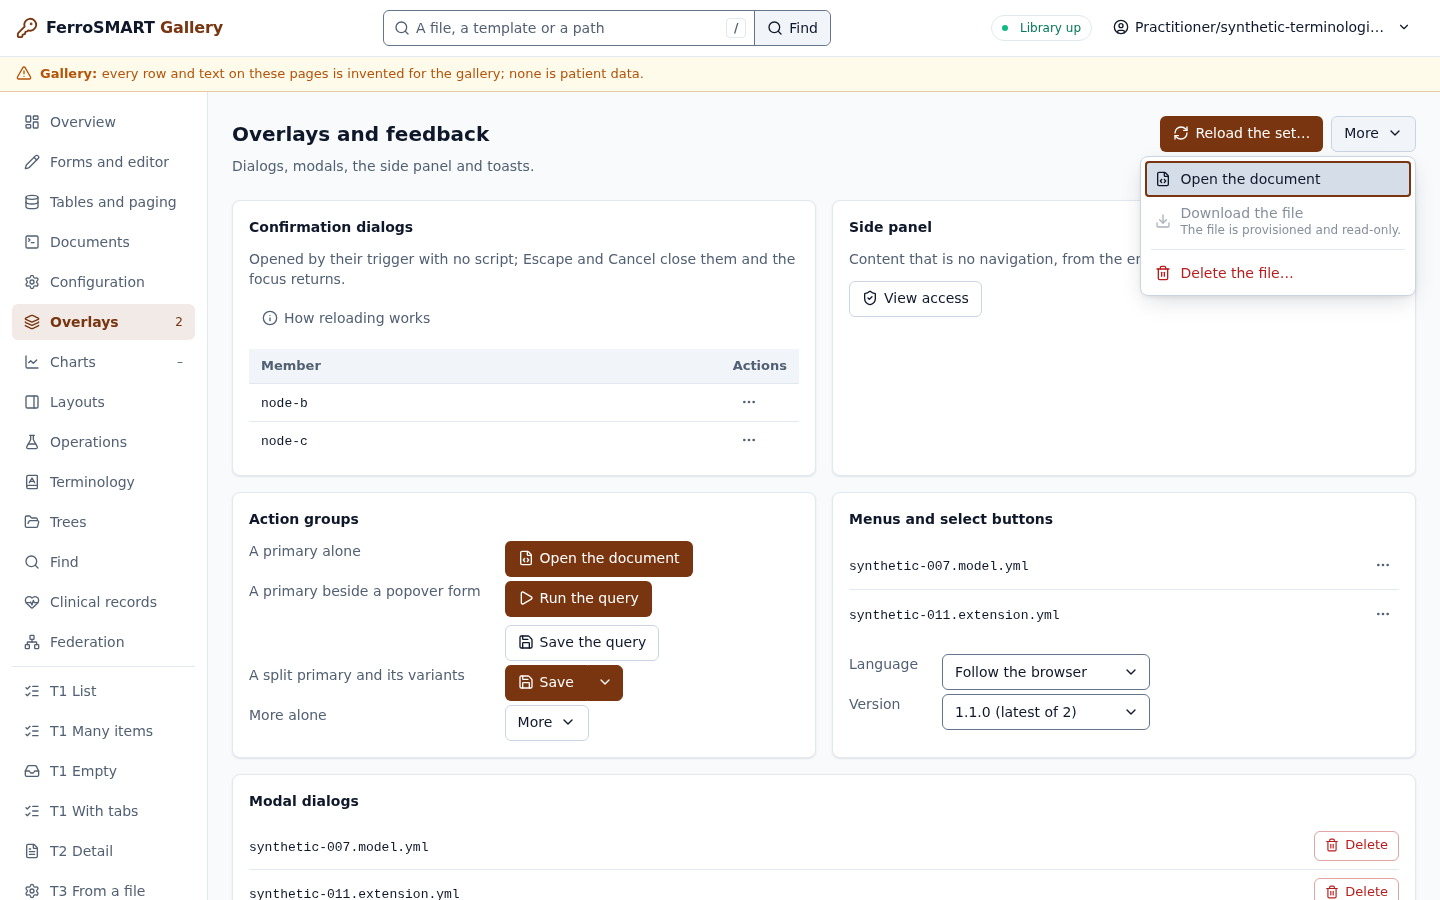 FerroSMART Gallery
A file, a template or a path
/
Find
Library up
Practitioner/synthetic-terminologi…
Gallery: every row and text on these pages is invented for the gallery; none is patient data.
Overview
Forms and editor
Tables and paging
Documents
Configuration
Overlays 2
Charts –
Layouts
Operations
Terminology
Trees
Find
Clinical records
Federation
T1 List
T1 Many items
T1 Empty
T1 With tabs
T2 Detail
T3 From a file
Overlays and feedback
Dialogs, modals, the side panel and toasts.
Reload the set…
More
Open the document
Download the file
The file is provisioned and read-only.
Delete the file…
Confirmation dialogs
Opened by their trigger with no script; Escape and Cancel close them and the
focus returns.
How reloading works
Member Actions
node-b
node-c
Side panel
Content that is no navigation, from the
View access
Action groups
A primary alone
Open the document
A primary beside a popover form
Run the query
Save the query
A split primary and its variants
Save
More alone
More
Menus and select buttons
synthetic-007.model.yml
synthetic-011.extension.yml
Language
Follow the browser
Version
1.1.0 (latest of 2)
Modal dialogs
synthetic-007.model.yml
Delete
synthetic-011.extension.yml
Delete